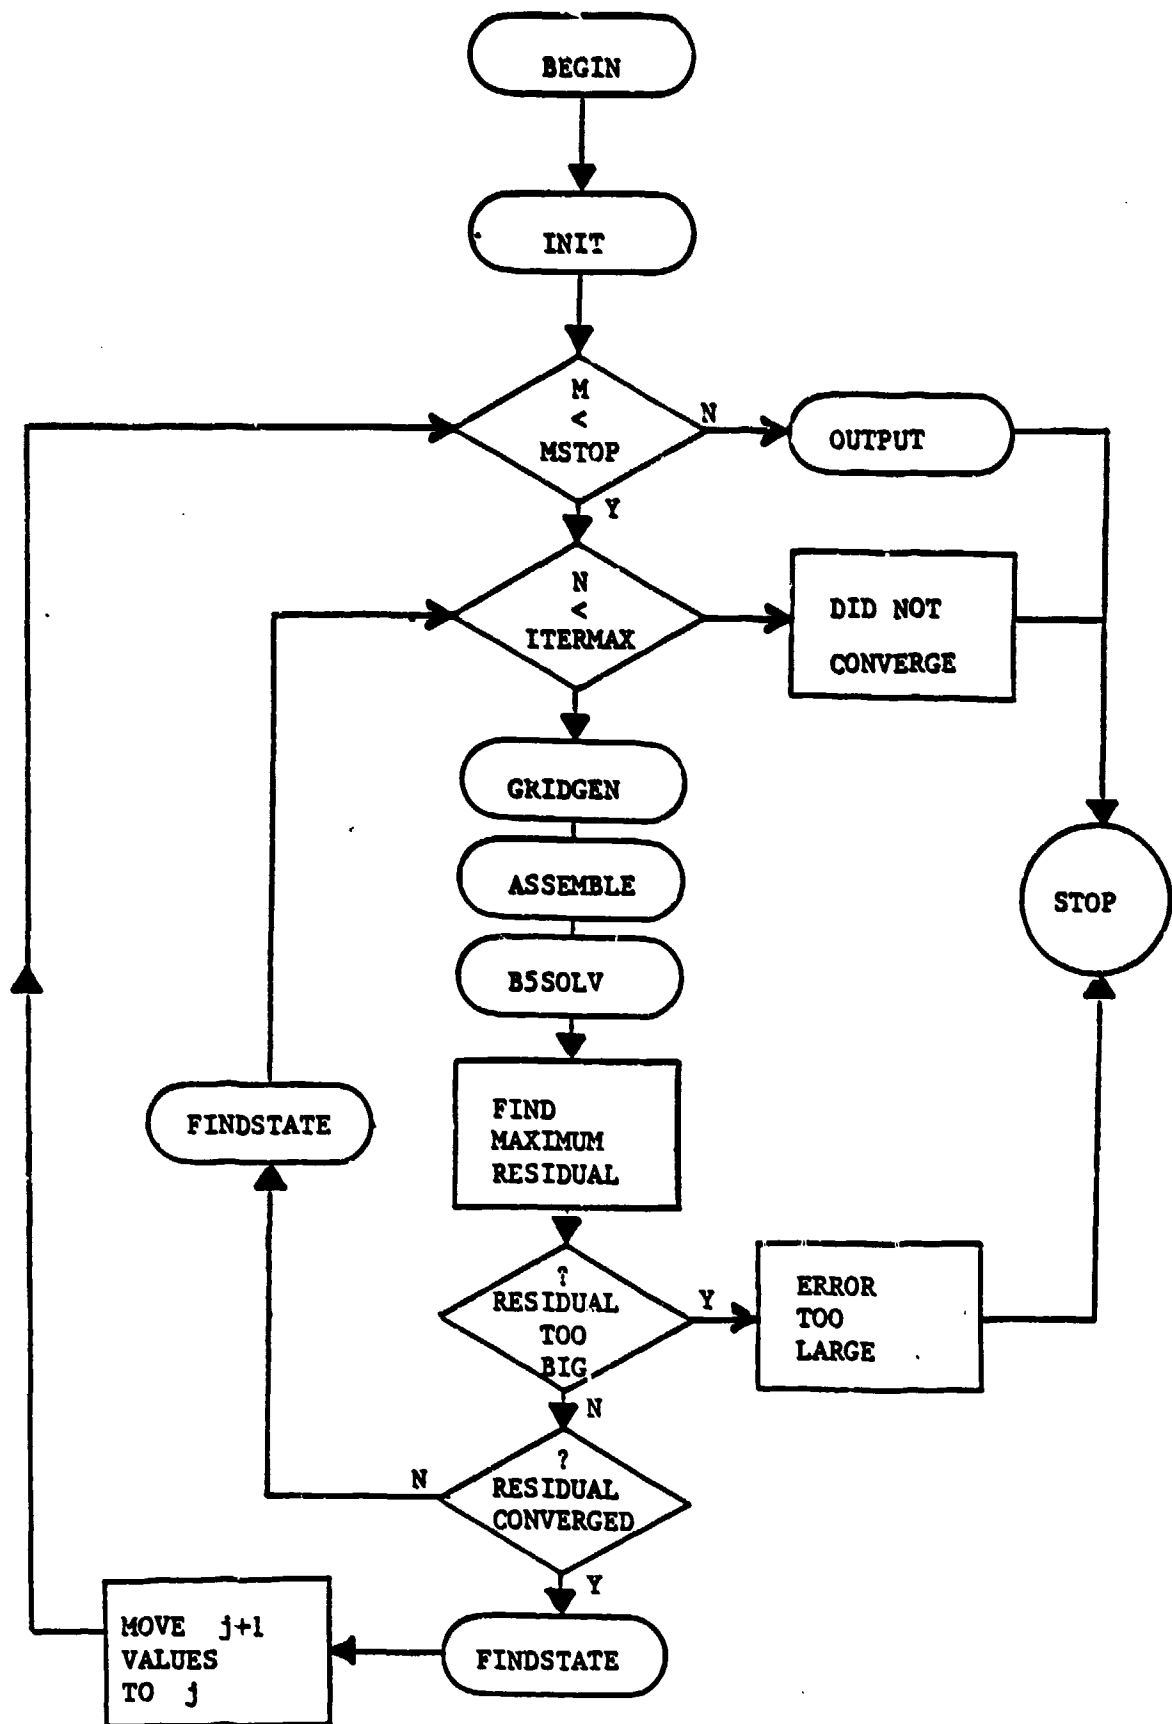 BEGIN
INIT
M
<
MSTOP
N
OUTPUT
Y
N
<
ITERMAX
DID NOT
CONVERGE
GRIDGEN
ASSEMBLE
STOP
B5SOLV
FINDSTATE
FIND
MAXIMUM
RESIDUAL
?
RESIDUAL
TOO
BIG
Y
ERROR
TOO
LARGE
N
?
RESIDUAL
CONVERGED
N
Y
FINDSTATE
MOVE j+1
VALUES
TO j